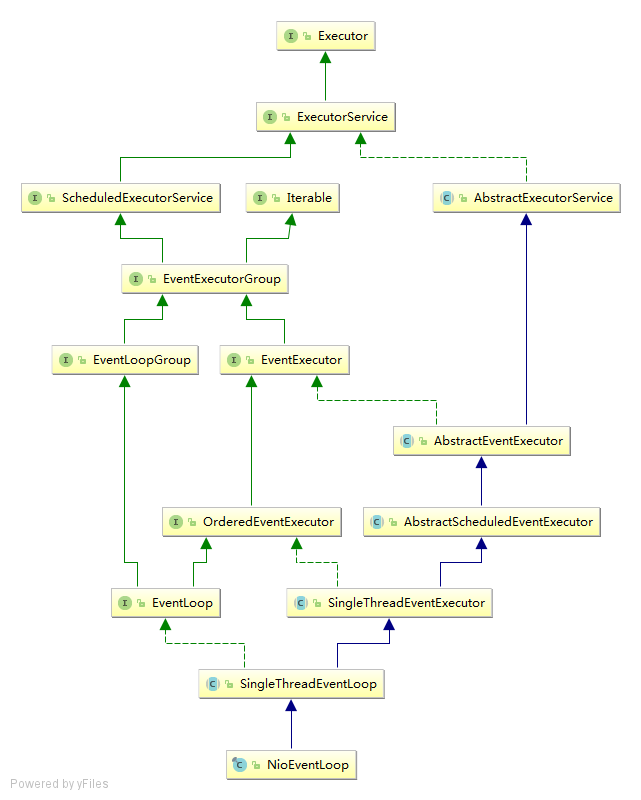 I Executor
I ExecutorService
I ScheduledExecutorService
I Iterable
C AbstractExecutorService
I EventExecutorGroup
I EventLoopGroup
I EventExecutor
C AbstractEventExecutor
I OrderedEventExecutor
C AbstractScheduledEventExecutor
I EventLoop
C SingleThreadEventExecutor
C SingleThreadEventLoop
C NioEventLoop
Powered by yFiles